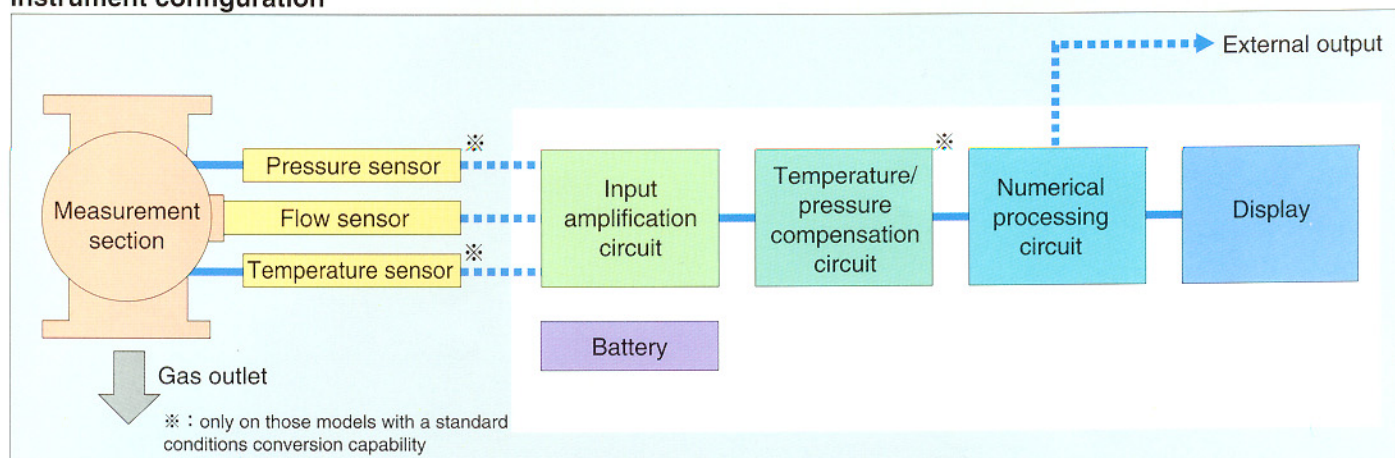 Instrument configuration
External output
※
Pressure sensor
Measurement
section
Flow sensor
※
Temperature sensor
Input
amplification
circuit
※
Temperature/
pressure
compensation
circuit
Numerical
processing
circuit
Display
Battery
Gas outlet
※ : only on those models with a standard
conditions conversion capability